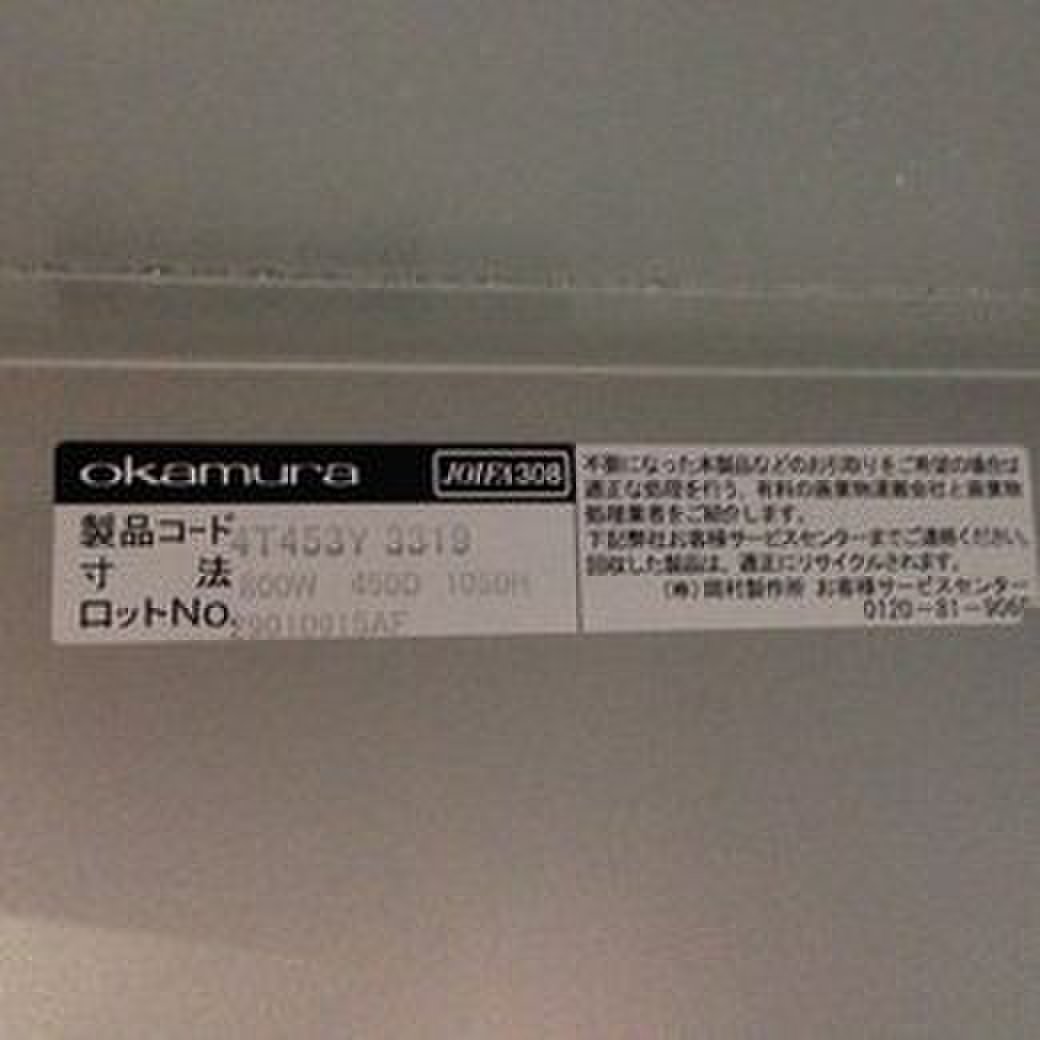 okamura JOIFA308
製品コード 4T453Y 3319
寸 法 800W 450D 1050H
ロットNo.
不要になった本製品などのお引取りをご希望の場合は
適正な処理を行う、有料の廃棄物運搬会社と廃棄物
処理業者をご紹介します。
下記弊社お客様サービスセンターまでご連絡ください。
回収した製品は、適正にリサイクルされます。
(株)岡村製作所 お客様サービスセンター
0120-81-9060